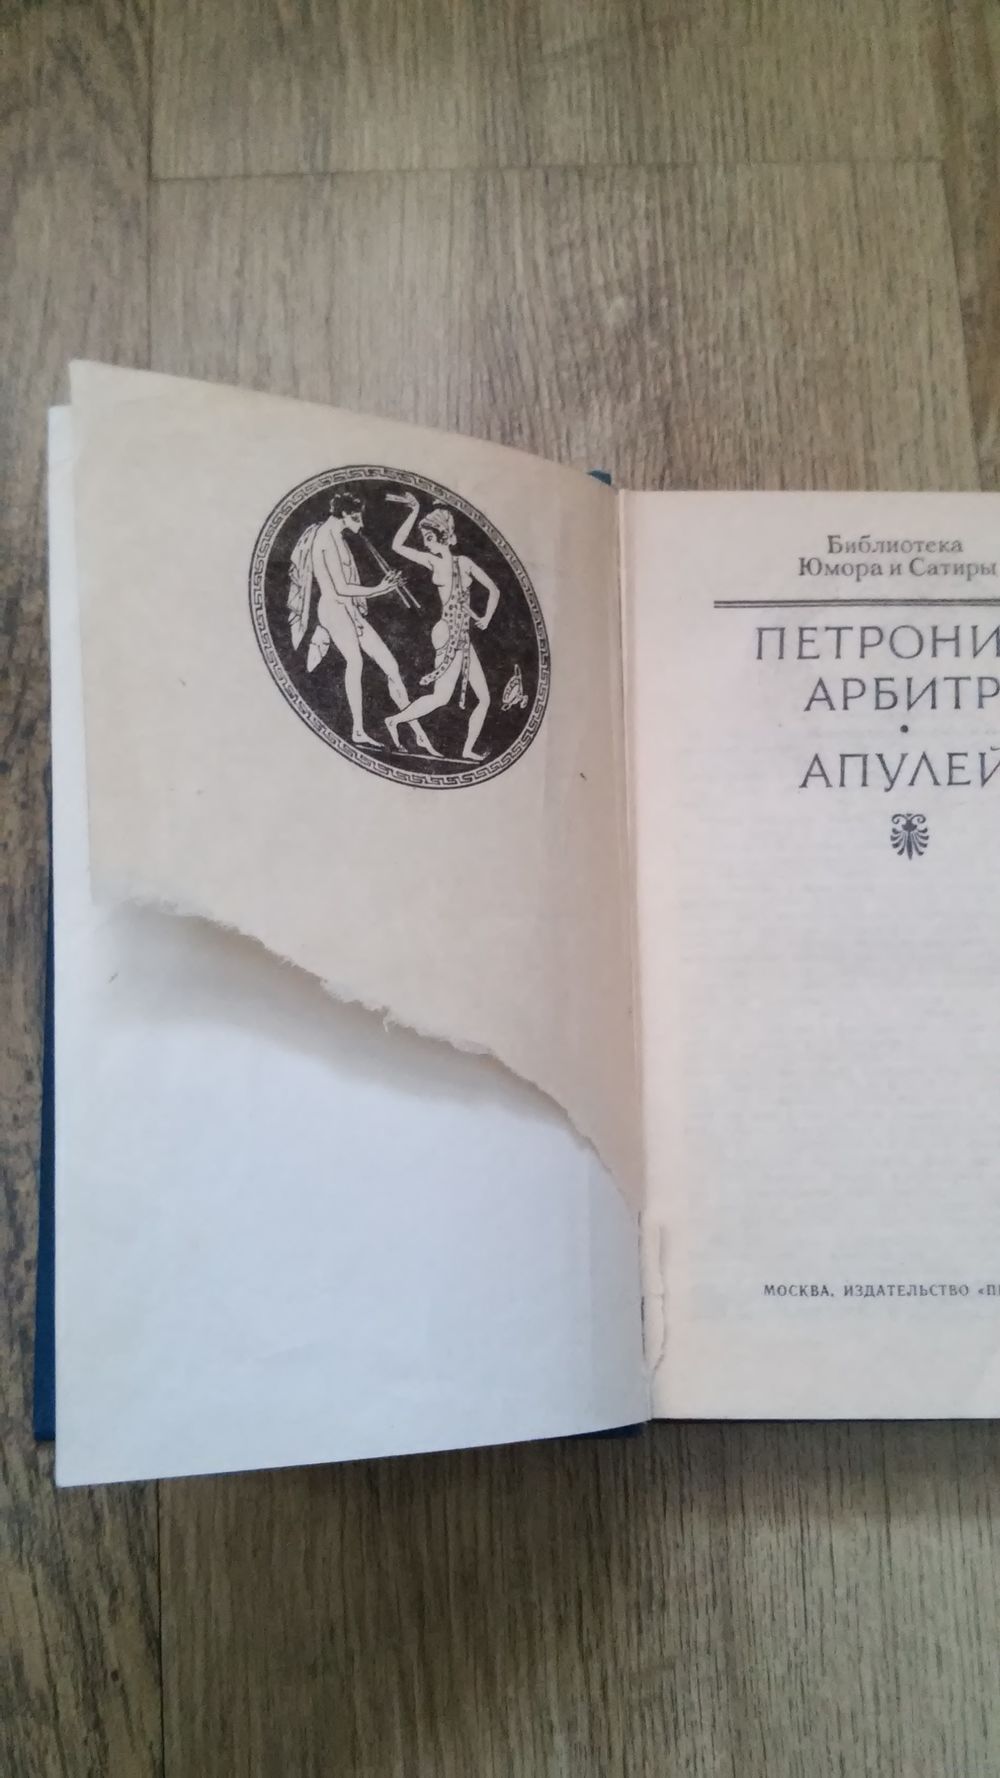 Библиотека
Юмора и Сатиры
ПЕТРОНИ
АРБИТР
•
АПУЛЕЙ
МОСКВА, ИЗДАТЕЛЬСТВО «П